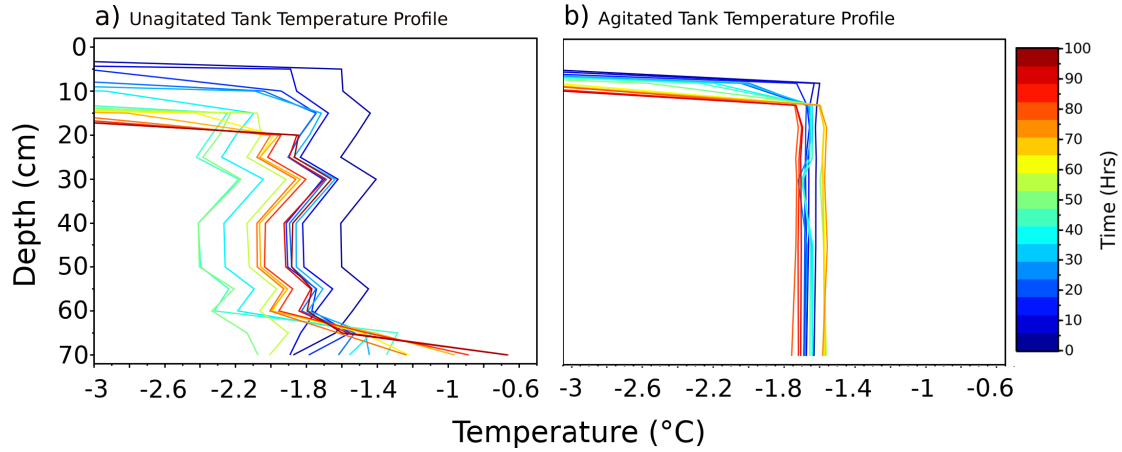 a) Unagitated Tank Temperature Profile
b) Agitated Tank Temperature Profile
0
10
20
30
40
50
60
70
Depth (cm)
-3 -2.6 -2.2 -1.8 -1.4 -1 -0.6
-3 -2.6 -2.2 -1.8 -1.4 -1 -0.6
Temperature (°C)
100
90
80
70
60
50
40
30
20
10
0
Time (Hrs)